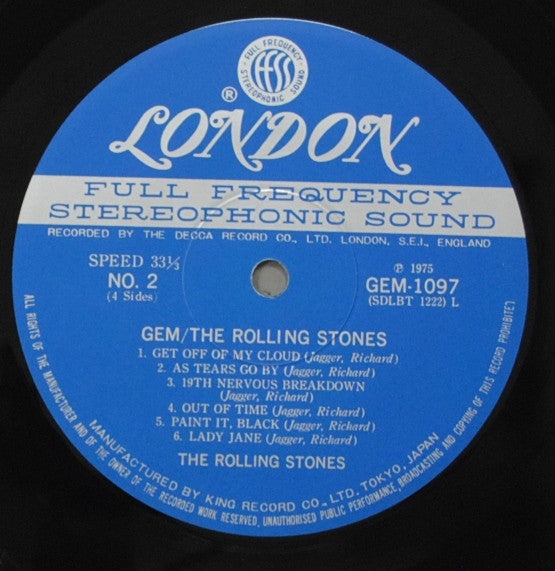 FULL FREQUENCY
ffss
STEREOPHONIC SOUND
®
LONDON
FULL FREQUENCY
STEREOPHONIC SOUND
RECORDED BY THE DECCA RECORD CO., LTD. LONDON, S.E.I., ENGLAND
SPEED 33⅓
NO. 2
(4 Sides)
℗ 1975
GEM-1097
(SDLBT 1222) L
GEM/THE ROLLING STONES
1. GET OFF OF MY CLOUD (Jagger, Richard)
2. AS TEARS GO BY (Jagger, Richard)
3. 19TH NERVOUS BREAKDOWN
(Jagger, Richard)
4. OUT OF TIME (Jagger, Richard)
5. PAINT IT, BLACK (Jagger, Richard)
6. LADY JANE (Jagger, Richard)
THE ROLLING STONES
MANUFACTURED BY KING RECORD CO., LTD. TOKYO, JAPAN
ALL RIGHTS OF THE MANUFACTURER AND OF THE OWNER OF THE RECORDED WORK RESERVED, UNAUTHORISED PUBLIC PERFORMANCE, BROADCASTING AND COPYING OF THIS RECORD PROHIBITED